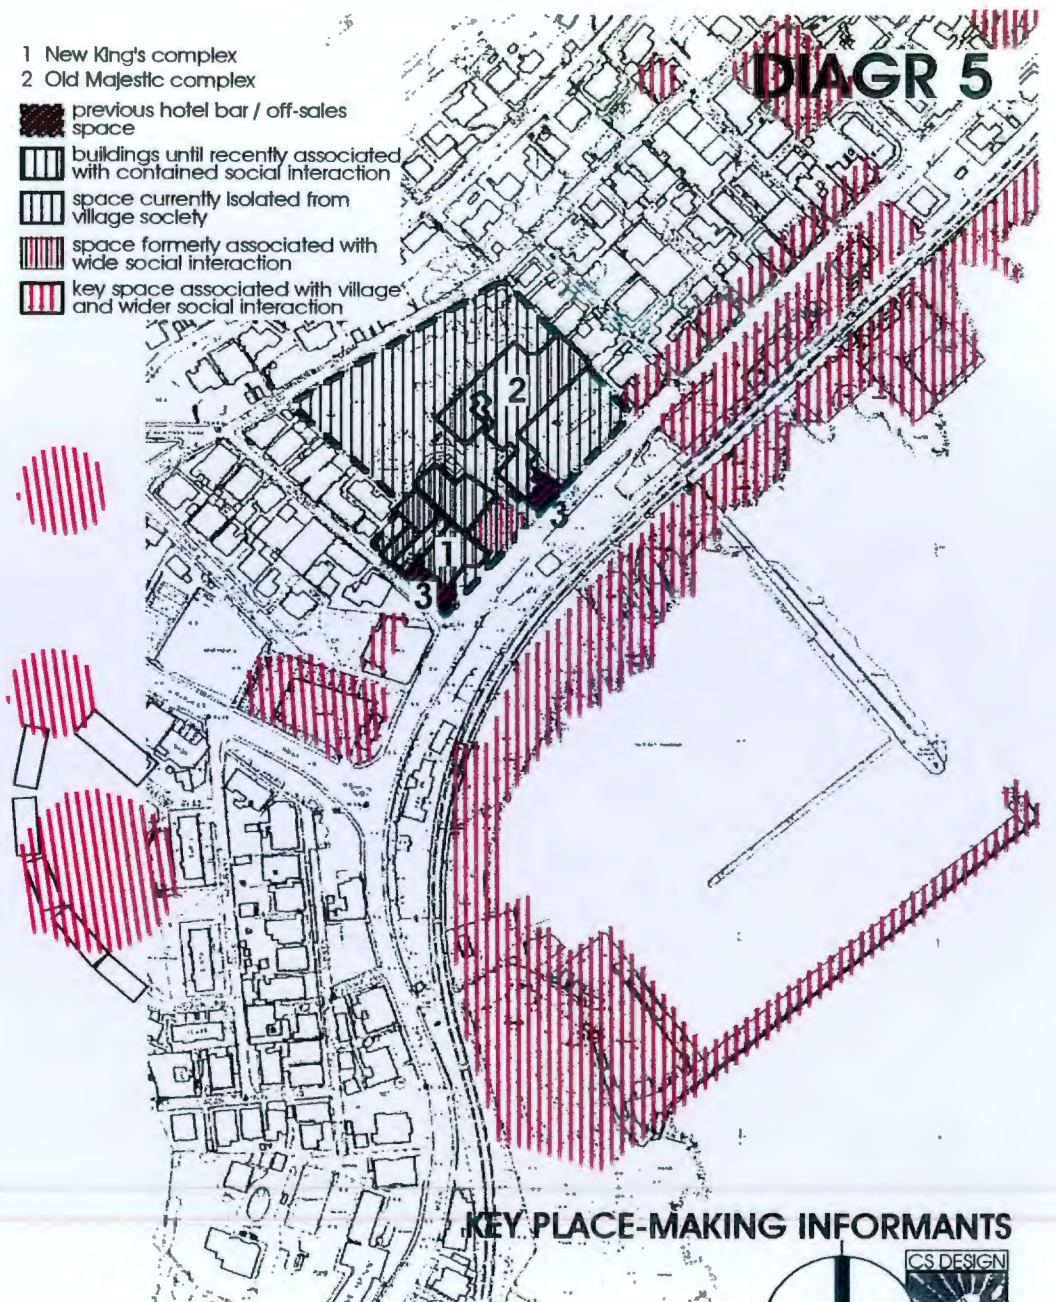 1 New King's complex
2 Old Majestic complex
previous hotel bar / off-sales
space
buildings until recently associated
with contained social interaction
space currently isolated from
village society
space formerly associated with
wide social interaction
key space associated with village
and wider social interaction
DIAGR 5
2
3
1
3
KEY PLACE-MAKING INFORMANTS
CS DESIGN